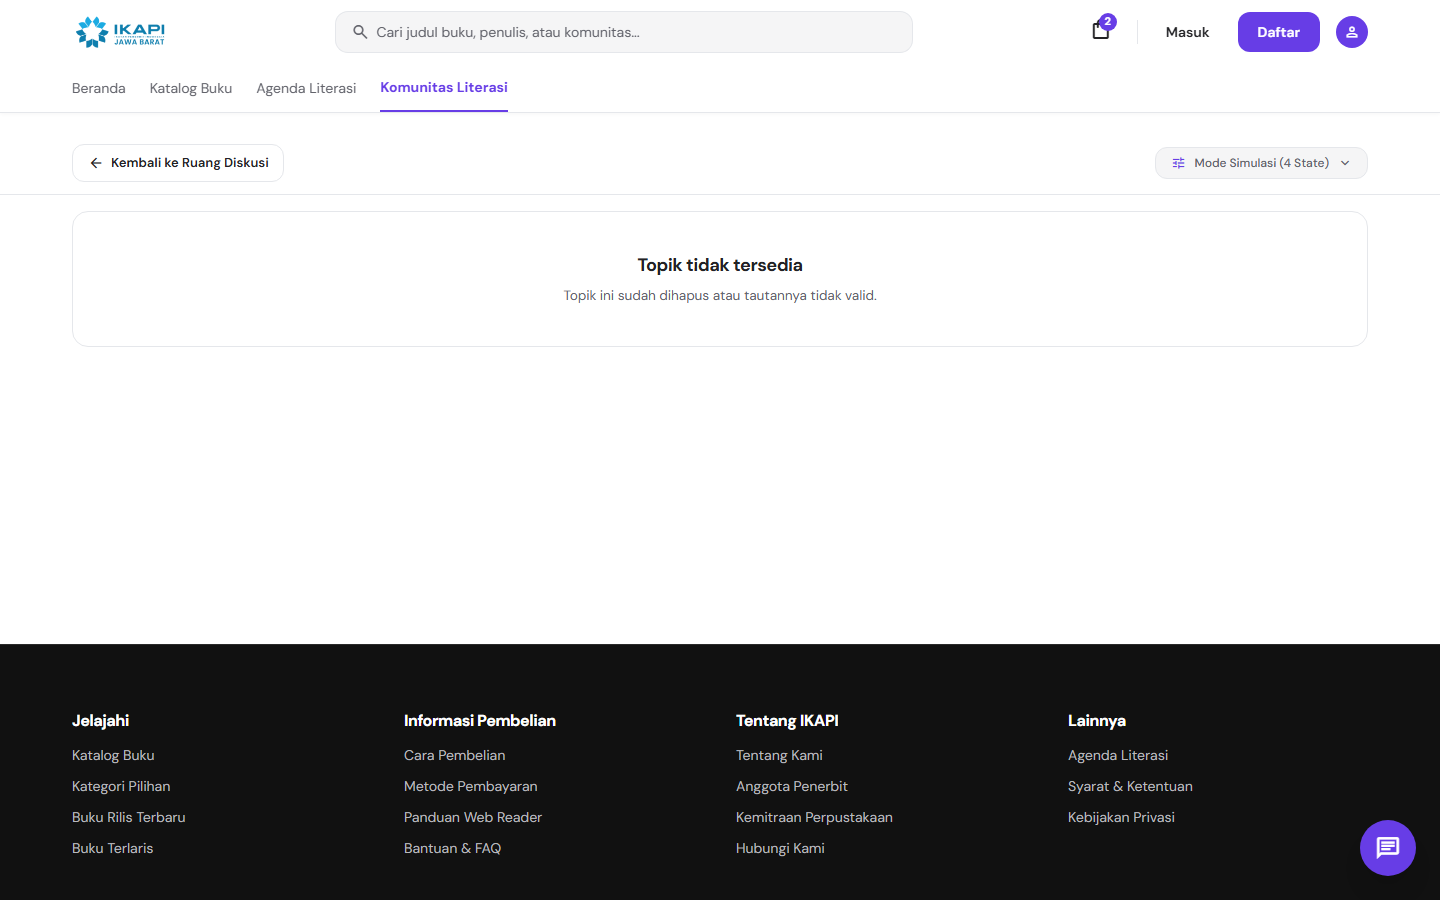 IKAPI
JAWA BARAT
Cari judul buku, penulis, atau komunitas...
2
Masuk
Daftar
Beranda
Katalog Buku
Agenda Literasi
Komunitas Literasi
Kembali ke Ruang Diskusi
Mode Simulasi (4 State)
Topik tidak tersedia
Topik ini sudah dihapus atau tautannya tidak valid.
Jelajahi
Katalog Buku
Kategori Pilihan
Buku Rilis Terbaru
Buku Terlaris
Informasi Pembelian
Cara Pembelian
Metode Pembayaran
Panduan Web Reader
Bantuan & FAQ
Tentang IKAPI
Tentang Kami
Anggota Penerbit
Kemitraan Perpustakaan
Hubungi Kami
Lainnya
Agenda Literasi
Syarat & Ketentuan
Kebijakan Privasi